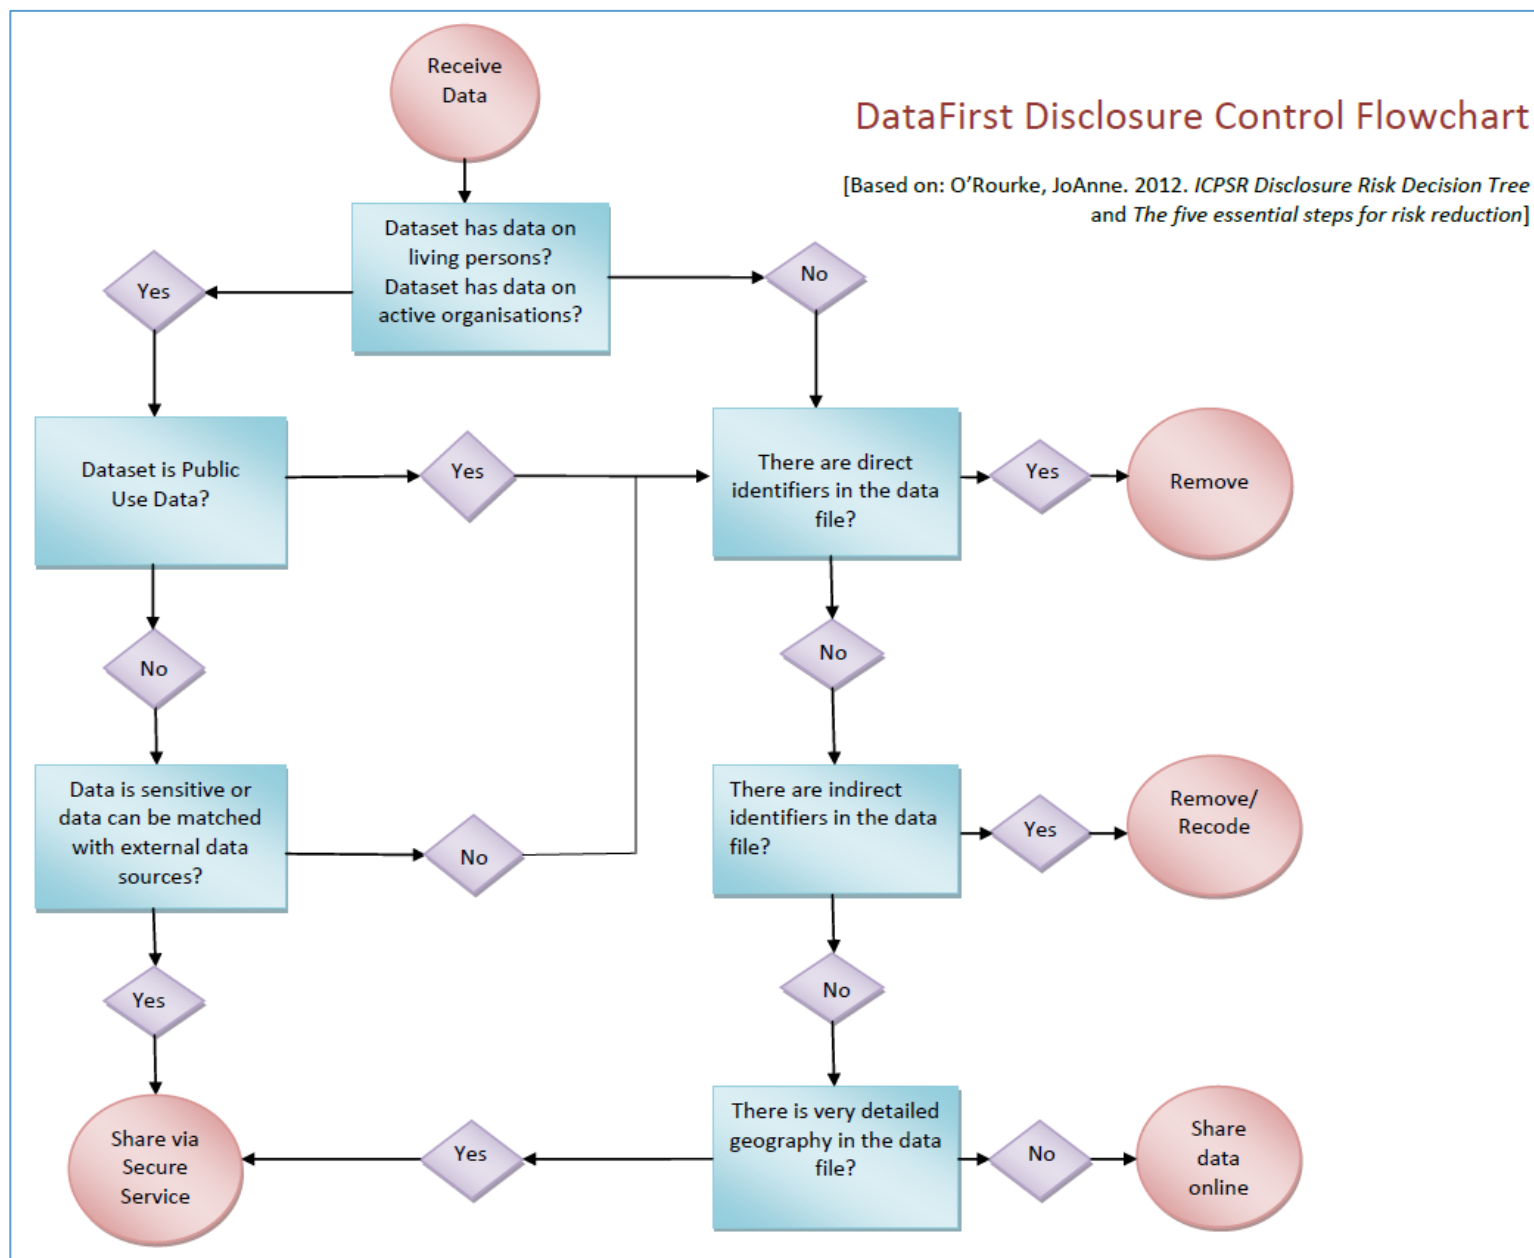 Receive
Data
DataFirst Disclosure Control Flowchart
[Based on: O’Rourke, JoAnne. 2012. ICPSR Disclosure Risk Decision Tree
and The five essential steps for risk reduction]
Dataset has data on
living persons?
Dataset has data on
active organisations?
Yes
No
Dataset is Public
Use Data?
Yes
There are direct
identifiers in the data
file?
Yes
Remove
No
No
Data is sensitive or
data can be matched
with external data
sources?
No
There are indirect
identifiers in the data
file?
Yes
Remove/
Recode
Yes
No
Share via
Secure
Service
Yes
There is very detailed
geography in the data
file?
No
Share
data
online